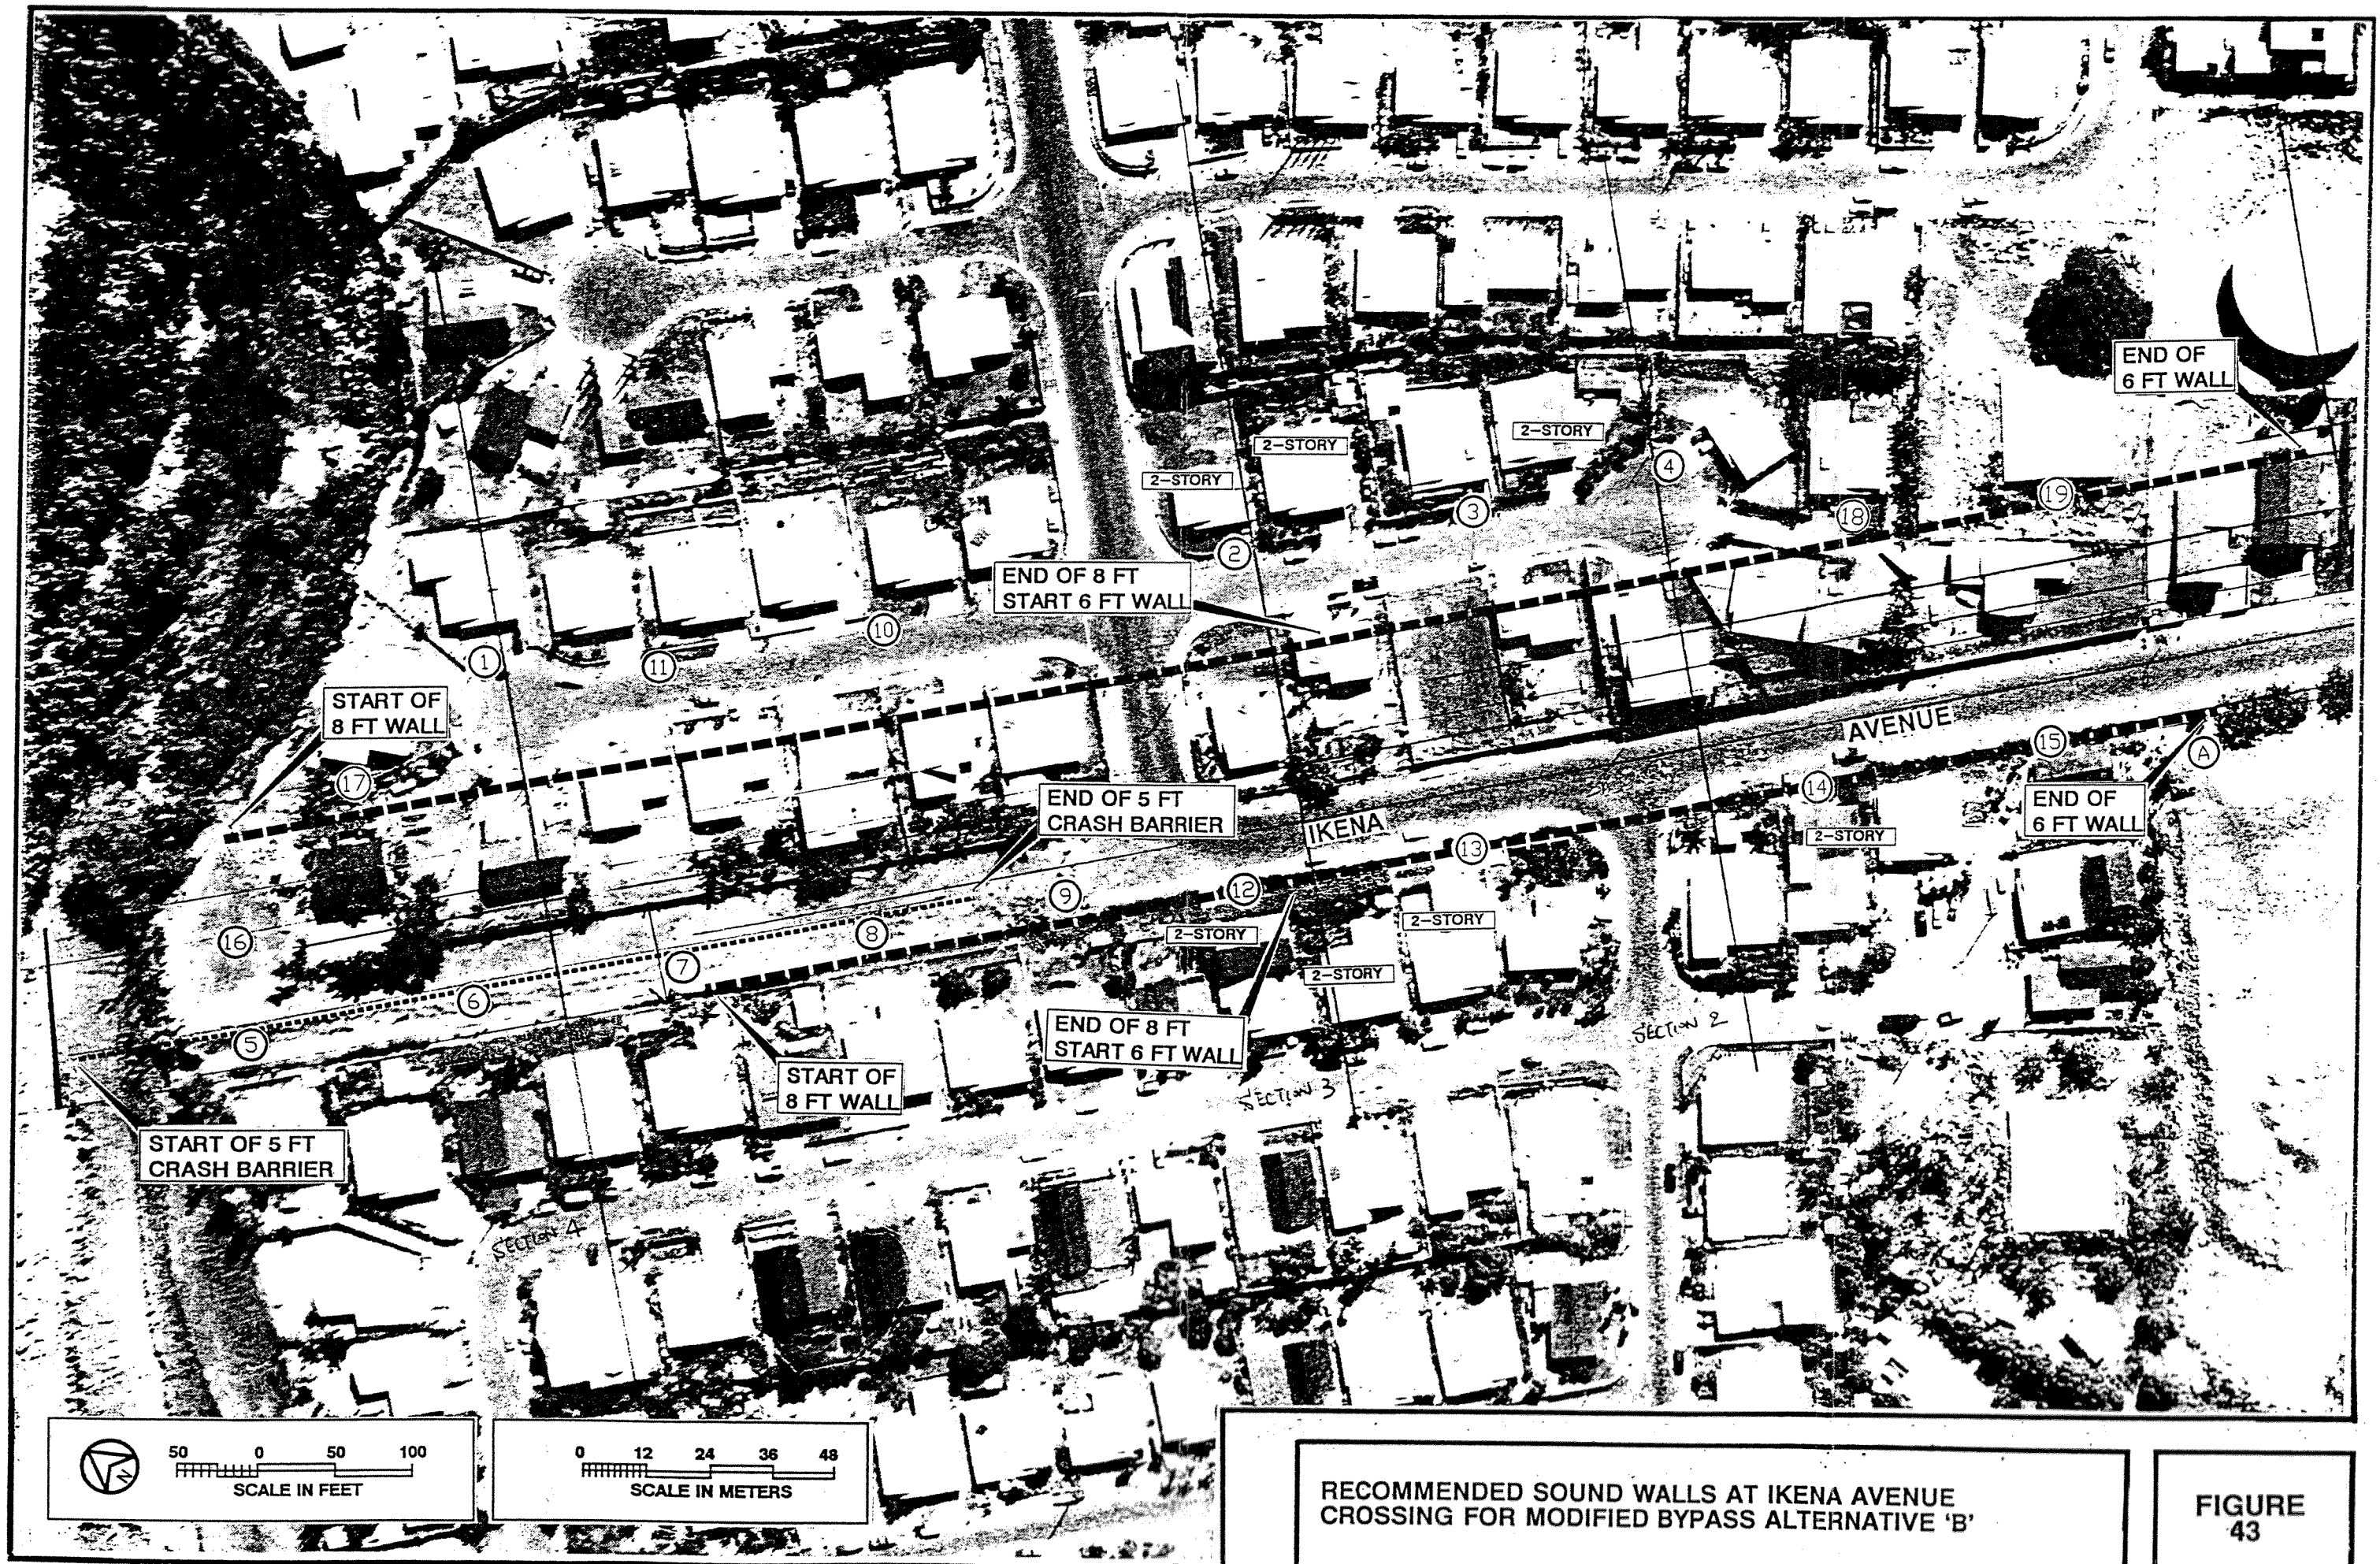 END OF
6 FT WALL
2-STORY
2-STORY
2-STORY
4
3
18
19
2
END OF 8 FT
START 6 FT WALL
10
11
1
START OF
8 FT WALL
17
IKENA AVENUE
15
A
14
END OF
6 FT WALL
2-STORY
END OF 5 FT
CRASH BARRIER
13
12
9
2-STORY
2-STORY
2-STORY
16
8
7
6
5
END OF 8 FT
START 6 FT WALL
SECTION 2
START OF
8 FT WALL
SECTION 3
START OF 5 FT
CRASH BARRIER
SECTION 4
50 0 50 100
SCALE IN FEET
N
0 12 24 36 48
SCALE IN METERS
RECOMMENDED SOUND WALLS AT IKENA AVENUE
CROSSING FOR MODIFIED BYPASS ALTERNATIVE 'B'
FIGURE
43